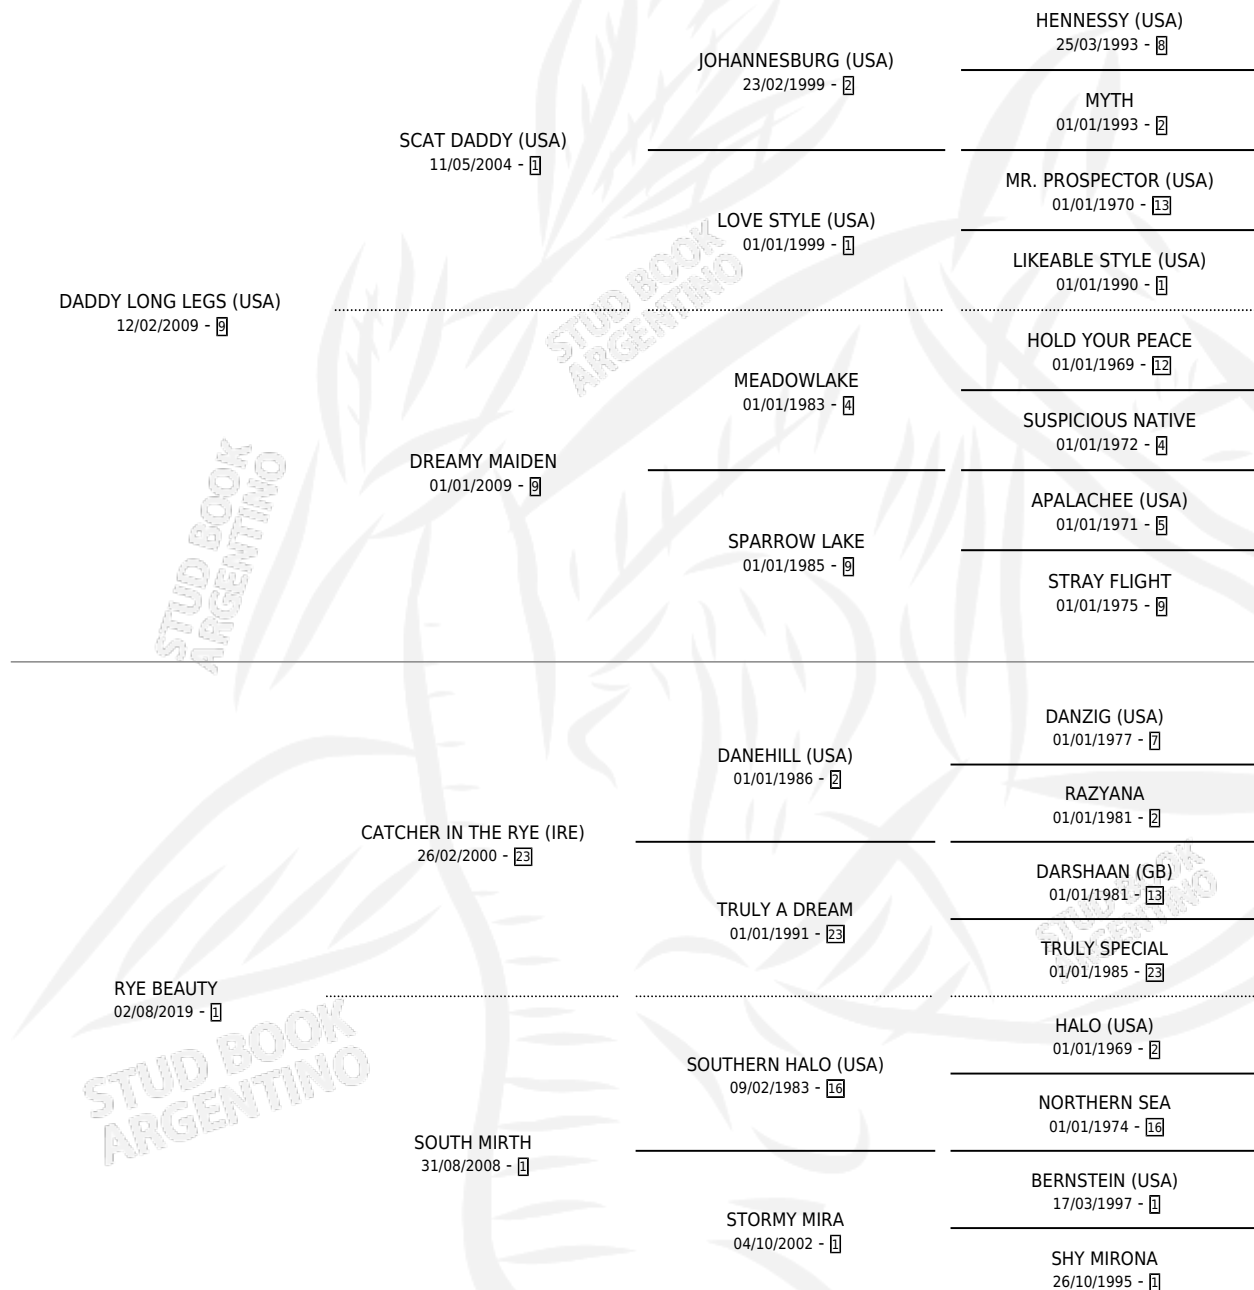 HENNESSY (USA)
25/03/1993 - 8
JOHANNESBURG (USA)
23/02/1999 - 2
MYTH
01/01/1993 - 2
SCAT DADDY (USA)
11/05/2004 - 1
MR. PROSPECTOR (USA)
01/01/1970 - 13
LOVE STYLE (USA)
01/01/1999 - 1
LIKEABLE STYLE (USA)
01/01/1990 - 1
DADDY LONG LEGS (USA)
12/02/2009 - 9
HOLD YOUR PEACE
01/01/1969 - 12
MEADOWLAKE
01/01/1983 - 4
SUSPICIOUS NATIVE
01/01/1972 - 4
DREAMY MAIDEN
01/01/2009 - 9
APALACHEE (USA)
01/01/1971 - 5
SPARROW LAKE
01/01/1985 - 9
STRAY FLIGHT
01/01/1975 - 9
STUD BOOK
ARGENTINO
STUD BOOK
ARGENTINO
DANZIG (USA)
01/01/1977 - 7
DANEHILL (USA)
01/01/1986 - 2
RAZYANA
01/01/1981 - 2
CATCHER IN THE RYE (IRE)
26/02/2000 - 23
DARSHAAN (GB)
01/01/1981 - 13
TRULY A DREAM
01/01/1991 - 23
TRULY SPECIAL
01/01/1985 - 23
STUD BOOK
ARGENTINO
RYE BEAUTY
02/08/2019 - 1
HALO (USA)
01/01/1969 - 2
SOUTHERN HALO (USA)
09/02/1983 - 16
NORTHERN SEA
01/01/1974 - 16
SOUTH MIRTH
31/08/2008 - 1
BERNSTEIN (USA)
17/03/1997 - 1
STORMY MIRA
04/10/2002 - 1
SHY MIRONA
26/10/1995 - 1
STUD BOOK
ARGENTINO